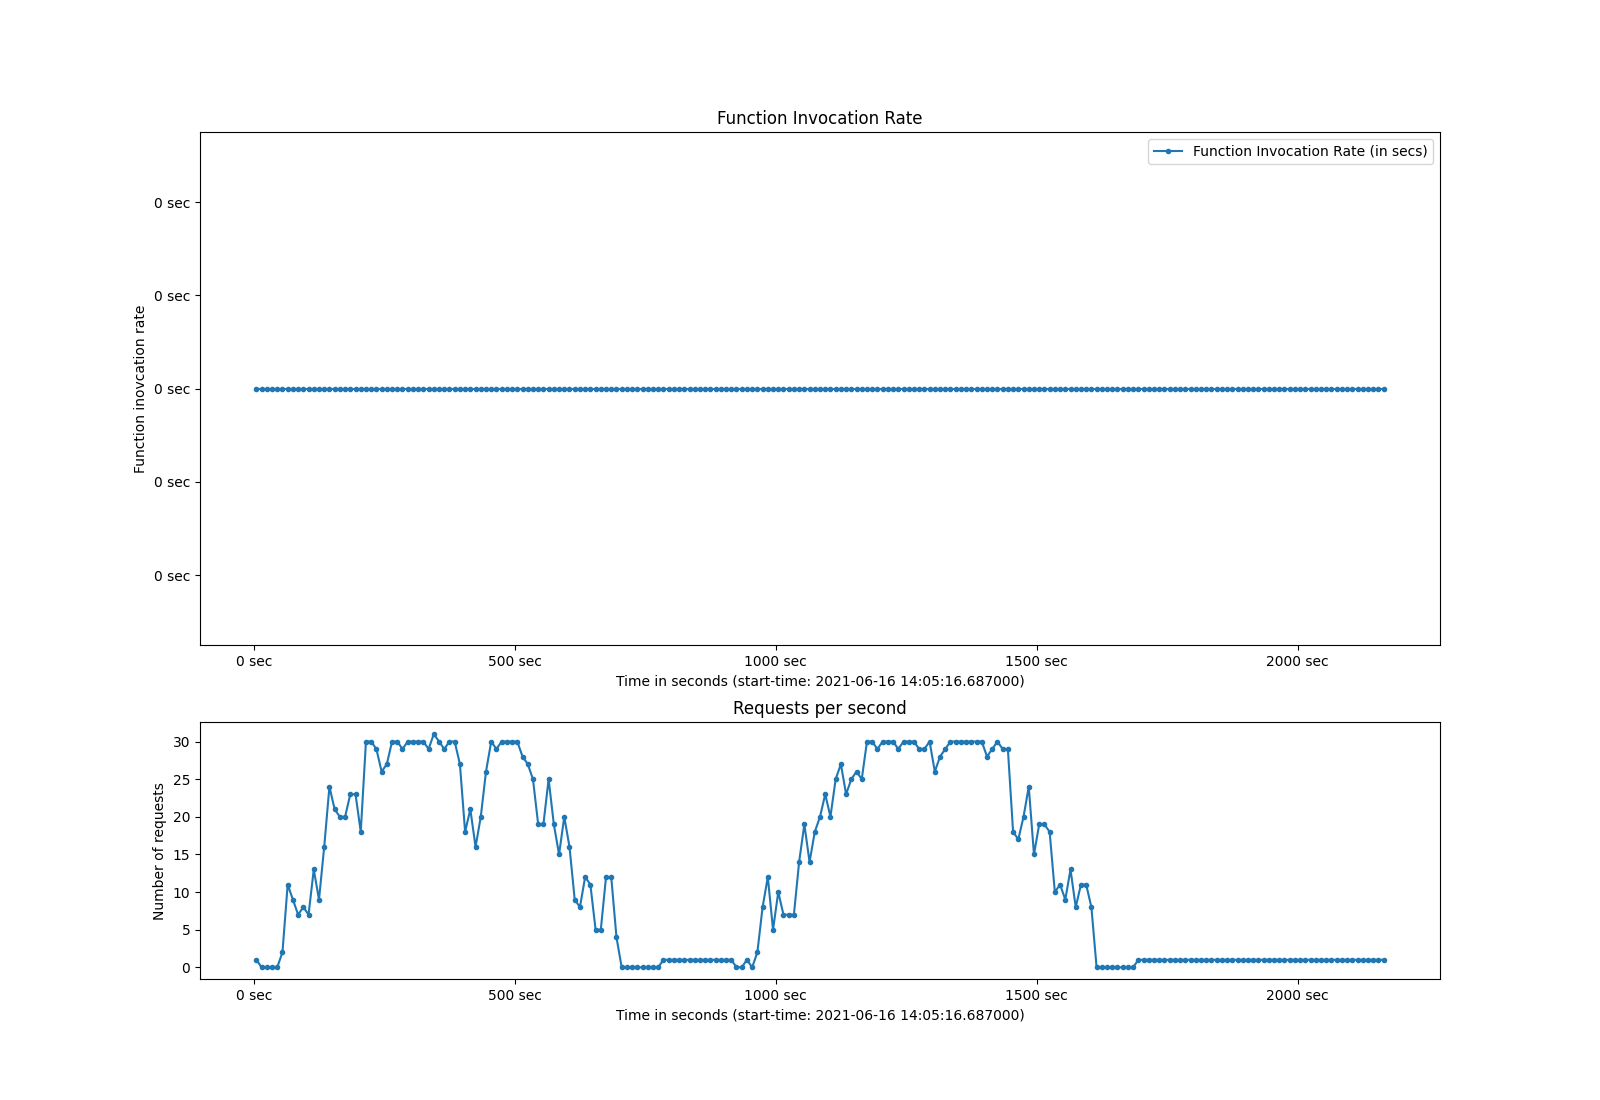 Function Invocation Rate
Function Invocation Rate (in secs)
0 sec
0 sec
0 sec
0 sec
0 sec
Function inovcation rate
0 sec 500 sec 1000 sec 1500 sec 2000 sec
Time in seconds (start-time: 2021-06-16 14:05:16.687000)
Requests per second
30
25
20
15
10
5
0
Number of requests
0 sec 500 sec 1000 sec 1500 sec 2000 sec
Time in seconds (start-time: 2021-06-16 14:05:16.687000)